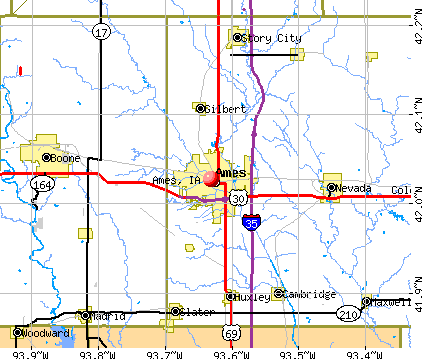 17
Story City
42.2°N
Gilbert
42.1°N
Boone
Ames, IA
Ames
164
Nevada
30
Col
42.0°N
35
Huxley
Cambridge
41.9°N
Maxwell
Madrid
Slater
210
Woodward
69
93.9°W
93.8°W
93.7°W
93.6°W
93.5°W
93.4°W